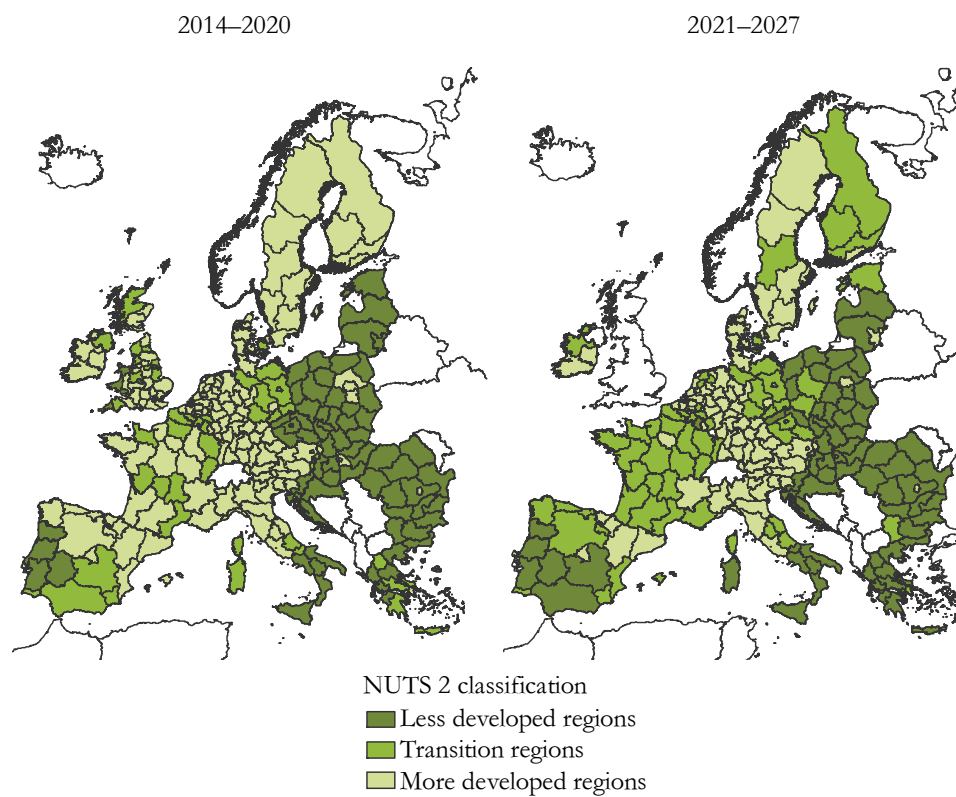 2014–2020
2021–2027
NUTS 2 classification
Less developed regions
Transition regions
More developed regions